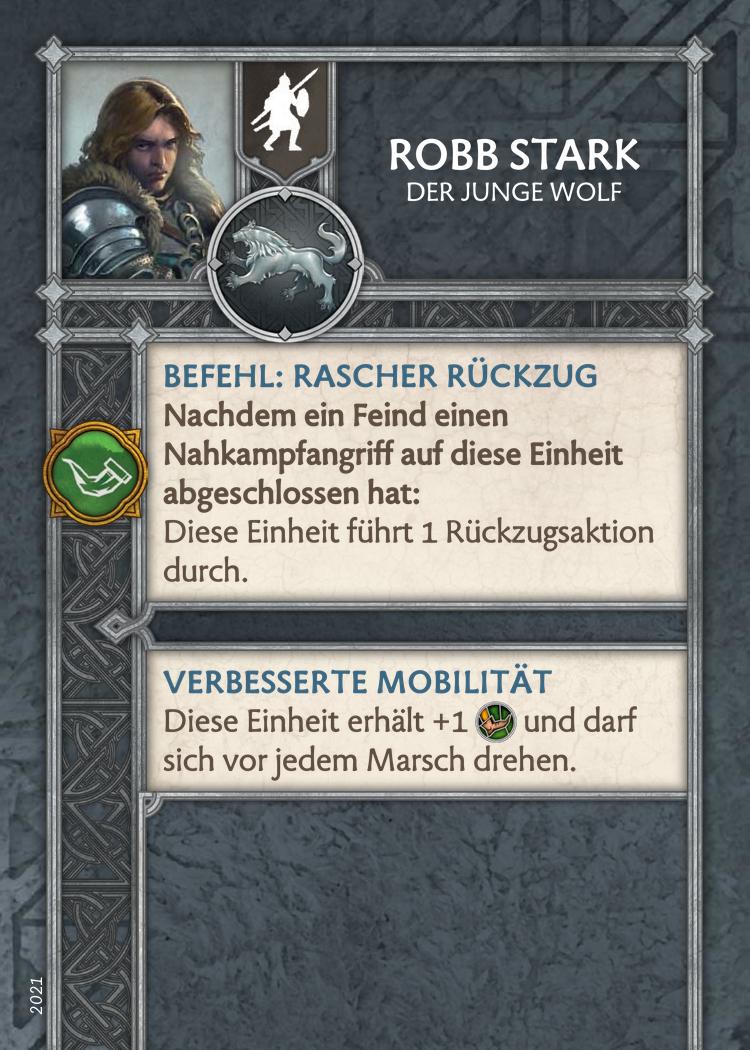 ROBB STARK
DER JUNGE WOLF
BEFEHL: RASCHER RÜCKZUG
Nachdem ein Feind einen
Nahkampfangriff auf diese Einheit
abgeschlossen hat:
Diese Einheit führt 1 Rückzugsaktion
durch.
VERBESSERTE MOBILITÄT
Diese Einheit erhält +1 und darf
sich vor jedem Marsch drehen.
2021